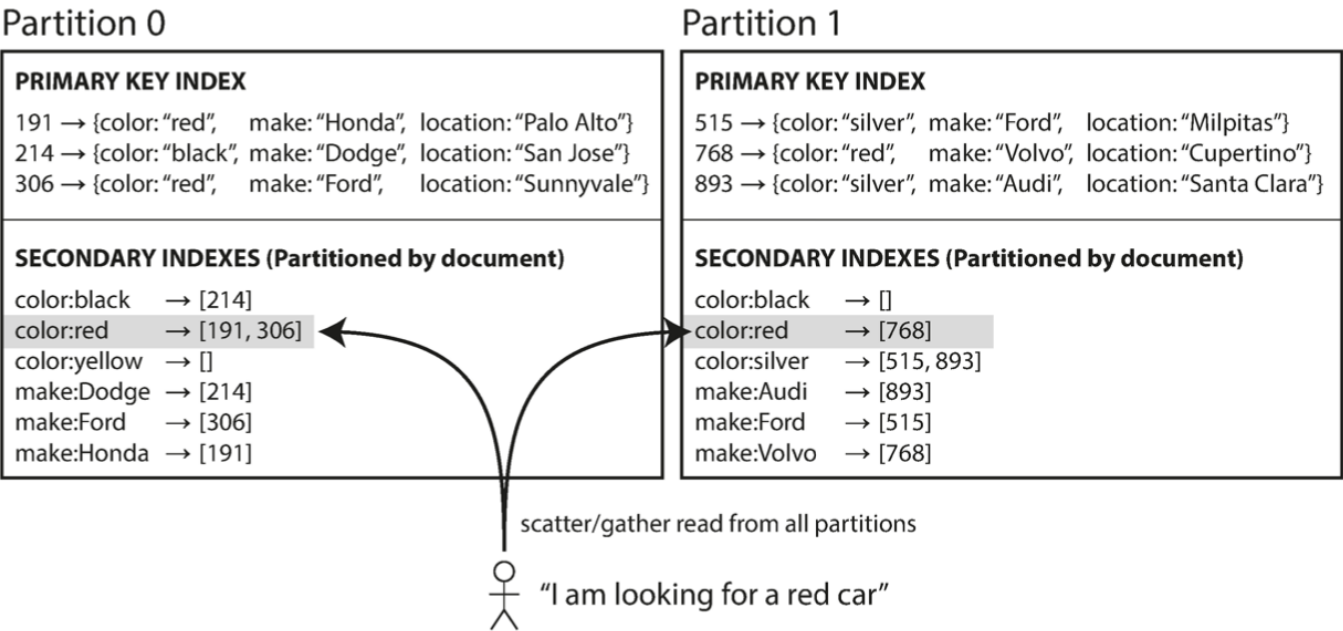 Partition 0
PRIMARY KEY INDEX
191 → {color: “red”, make: “Honda”, location: “Palo Alto”}
214 → {color: “black”, make: “Dodge”, location: “San Jose”}
306 → {color: “red”, make: “Ford”, location: “Sunnyvale”}
SECONDARY INDEXES (Partitioned by document)
color:black → [214]
color:red → [191, 306]
color:yellow → []
make:Dodge → [214]
make:Ford → [306]
make:Honda → [191]
Partition 1
PRIMARY KEY INDEX
515 → {color: “silver”, make: “Ford”, location: “Milpitas”}
768 → {color: “red”, make: “Volvo”, location: “Cupertino”}
893 → {color: “silver”, make: “Audi”, location: “Santa Clara”}
SECONDARY INDEXES (Partitioned by document)
color:black → []
color:red → [768]
color:silver → [515, 893]
make:Audi → [893]
make:Ford → [515]
make:Volvo → [768]
scatter/gather read from all partitions
“I am looking for a red car”